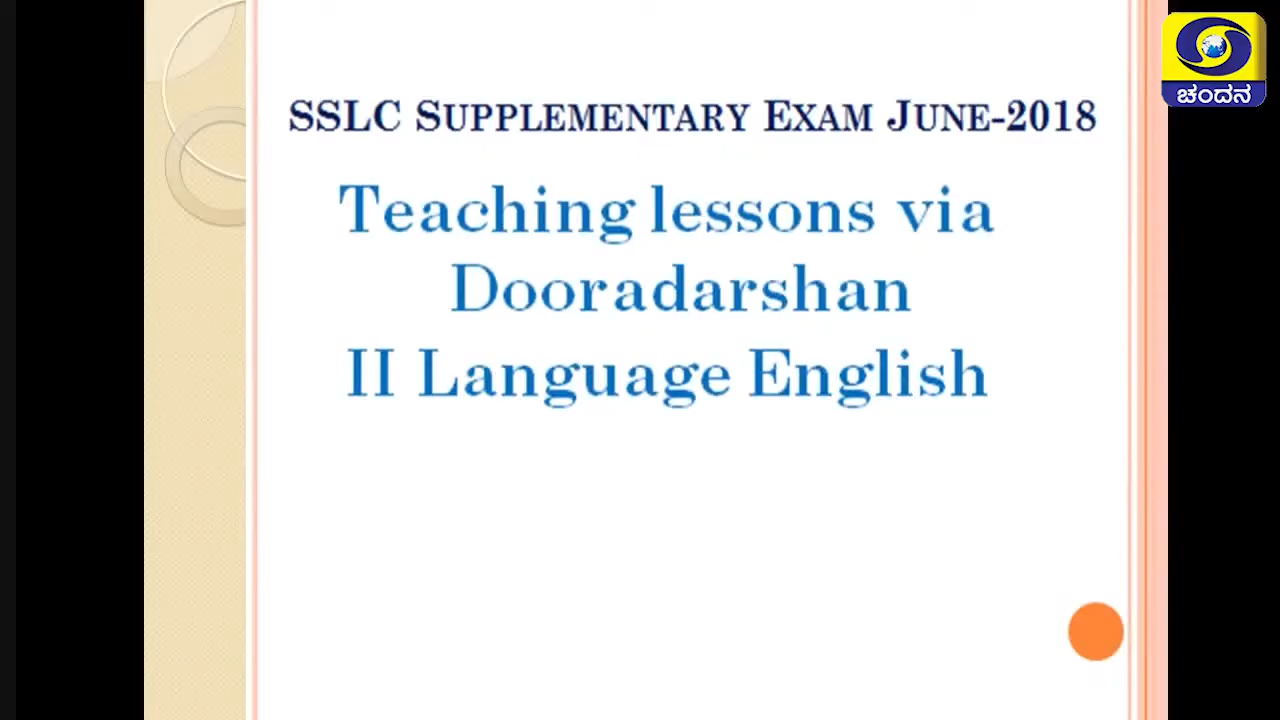 ಚಂದನ
SSLC SUPPLEMENTARY EXAM JUNE-2018
Teaching lessons via
Dooradarshan
II Language English